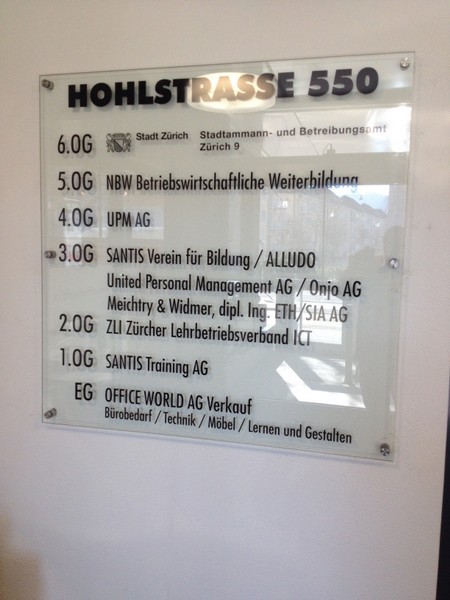 HOHLSTRASSE 550
6.OG Stadt Zürich Stadtammann- und Betreibungsamt
Zürich 9
5.OG NBW Betriebswirtschaftliche Weiterbildung
4.OG UPM AG
3.OG SANTIS Verein für Bildung / ALLUDO
United Personal Management AG / Onjo AG
Meichtry & Widmer, dipl. Ing. ETH/SIA AG
2.OG ZLI Zürcher Lehrbetriebsverband ICT
1.OG SANTIS Training AG
EG OFFICE WORLD AG Verkauf
Bürobedarf / Technik / Möbel / Lernen und Gestalten